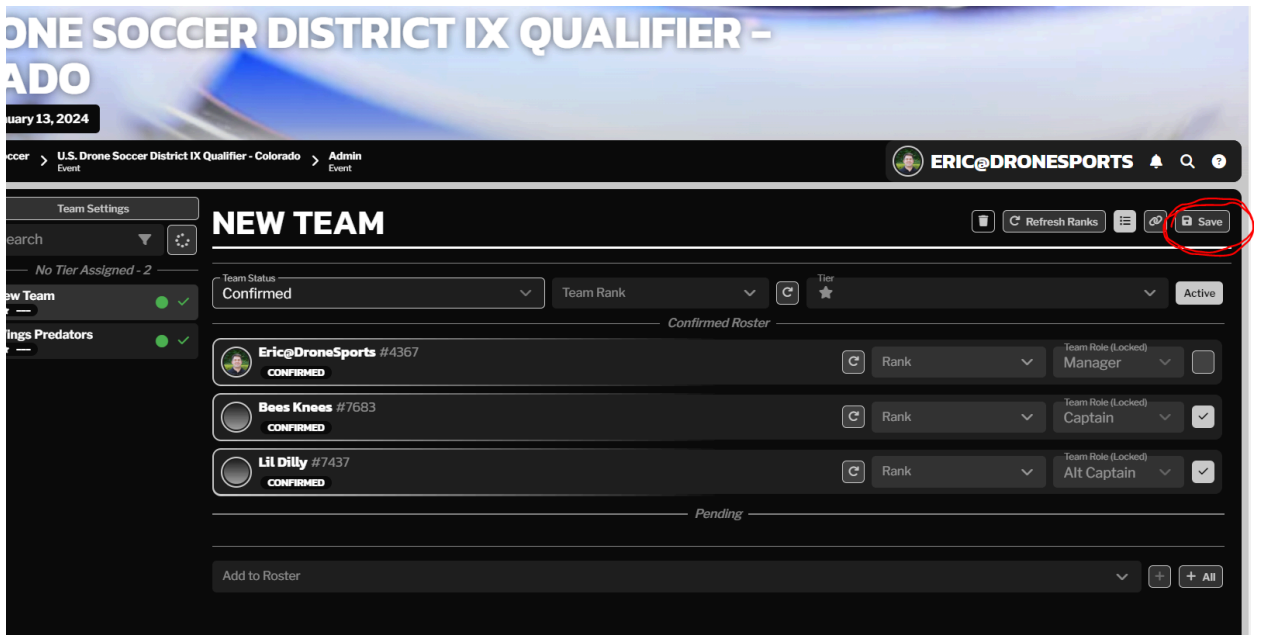 ONE SOCCER DISTRICT IX QUALIFIER –
ADO
uary 13, 2024
ccer > U.S. Drone Soccer District IX Qualifier - Colorado > Admin
Event Event
ERIC@DRONESPORTS
Team Settings
earch
No Tier Assigned - 2
ew Team
ings Predators
NEW TEAM
Refresh Ranks
Save
Team Status
Confirmed
Team Rank
Tier
Active
Confirmed Roster
Eric@DroneSports #4367
CONFIRMED
Rank
Team Role (Locked)
Manager
Bees Knees #7683
CONFIRMED
Rank
Team Role (Locked)
Captain
Lil Dilly #7437
CONFIRMED
Rank
Team Role (Locked)
Alt Captain
Pending
Add to Roster
+ All